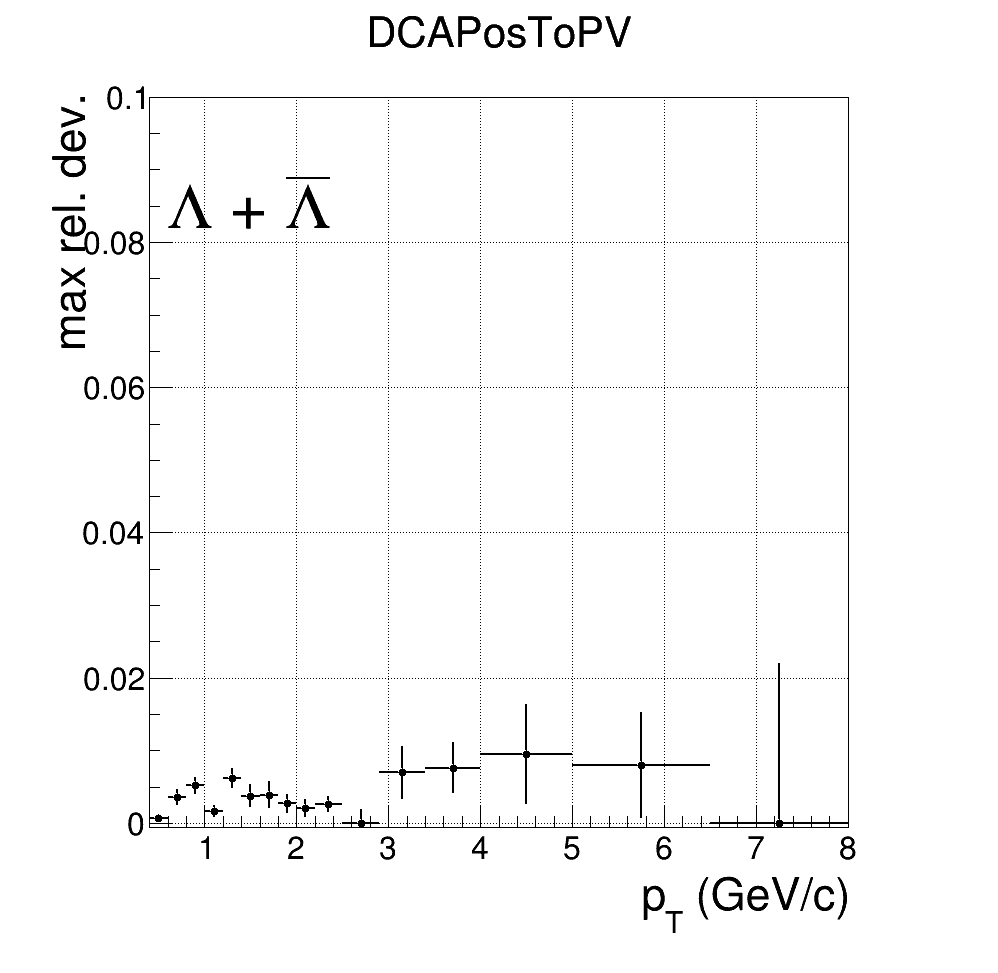 DCAPosToPV
max rel. dev.
0.1
0.08
0.06
0.04
0.02
0
Λ + Λ̅
1 2 3 4 5 6 7 8
p_T (GeV/c)